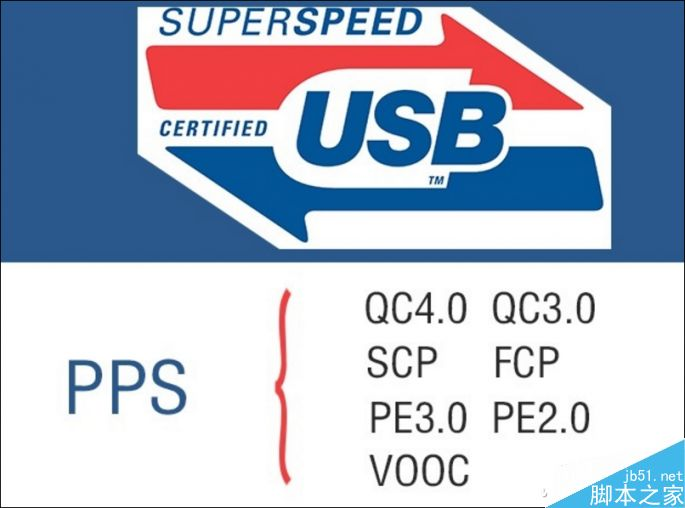 SUPERSPEED
CERTIFIED
USB
TM
PPS
QC4.0 QC3.0
SCP FCP
PE3.0 PE2.0
VOOC
jb51.net
脚本之家